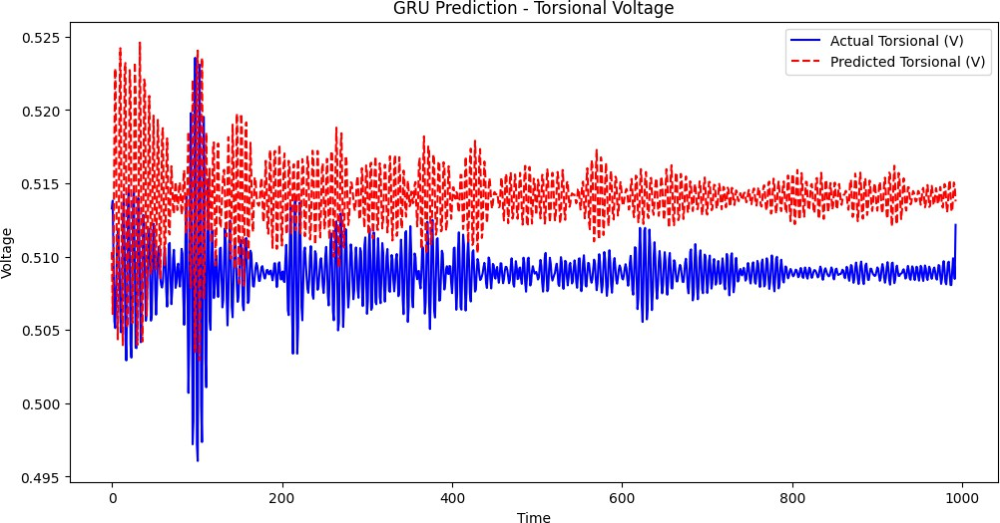 GRU Prediction - Torsional Voltage
Actual Torsional (V)
Predicted Torsional (V)
Voltage
0.525
0.520
0.515
0.510
0.505
0.500
0.495
0 200 400 600 800 1000
Time